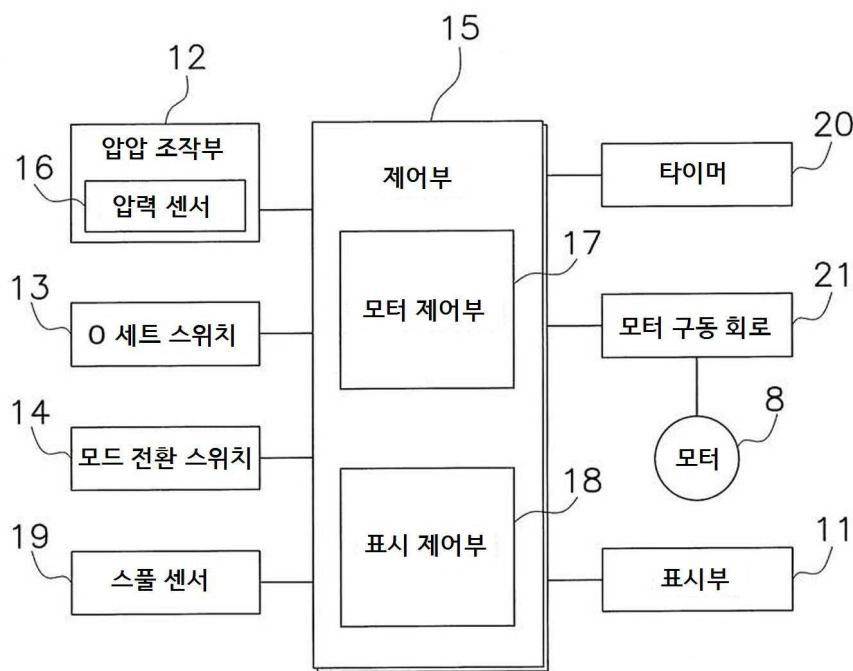 15
12
압압 조작부
16
압력 센서
제어부
20
타이머
17
모터 제어부
13
0 세트 스위치
21
모터 구동 회로
14
모드 전환 스위치
8
모터
18
표시 제어부
19
스풀 센서
11
표시부